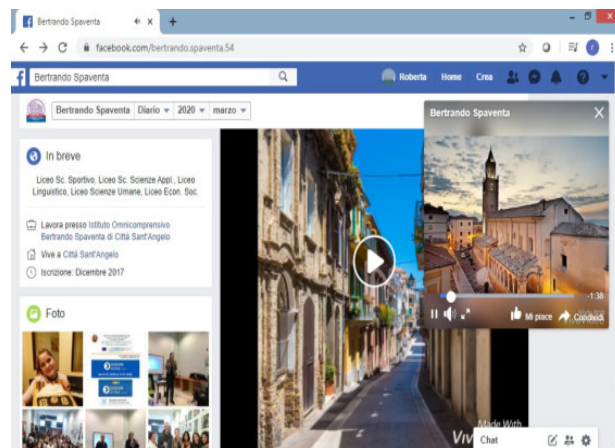 Bertrando Spaventa
facebook.com/bertrando.spaventa.54
Bertrando Spaventa
Roberta Home Crea
Bertrando Spaventa Diario 2020 marzo
In breve
Liceo Sc. Sportivo, Liceo Sc. Scienze Appl., Liceo
Linguistico, Liceo Scienze Umane, Liceo Econ. Soc.
Lavora presso Istituto Omnicomprensivo
Bertrando Spaventa di Città Sant'Angelo
Vive a Città Sant'Angelo
Iscrizione: Dicembre 2017
Foto
Bertrando Spaventa
-1:38
Mi piace Condividi
Made With
Viv
Chat